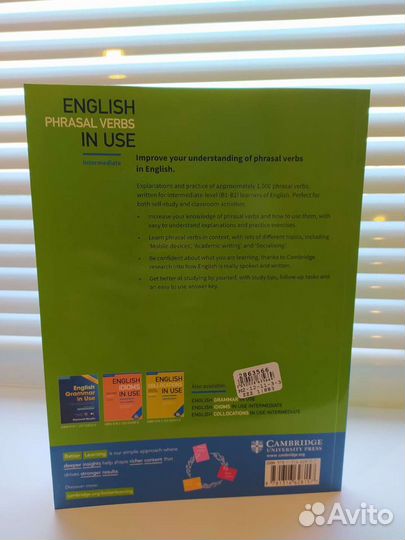 ENGLISH
PHRASAL VERBS
IN USE
Intermediate
Improve your understanding of phrasal verbs
in English.
Explanations and practice of approximately 1,000 phrasal verbs,
written for intermediate-level (B1-B2) learners of English. Perfect for
both self-study and classroom activities.
• Increase your knowledge of phrasal verbs and how to use them, with
easy to understand explanations and practice exercises.
• Learn phrasal verbs in context, with lots of different topics, including
'Mobile devices', 'Academic writing' and 'Socialising'.
• Be confident about what you are learning, thanks to Cambridge
research into how English is really spoken and written.
• Get better at studying by yourself, with study tips, follow-up tasks and
an easy to use answer key.
English
Grammar
in Use
ENGLISH
IDIOMS
IN USE
ENGLISH
IN USE
Also available:
ENGLISH GRAMMAR IN USE
ENGLISH IDIOMS IN USE INTERMEDIATE
ENGLISH COLLOCATIONS IN USE INTERMEDIATE
2863566
Better Learning is our simple approach where
deeper insights help shape richer content that
drives stronger results.
Discover more:
cambridge.org/betterlearning
CAMBRIDGE
UNIVERSITY PRESS
www.cambridge.org
Avito